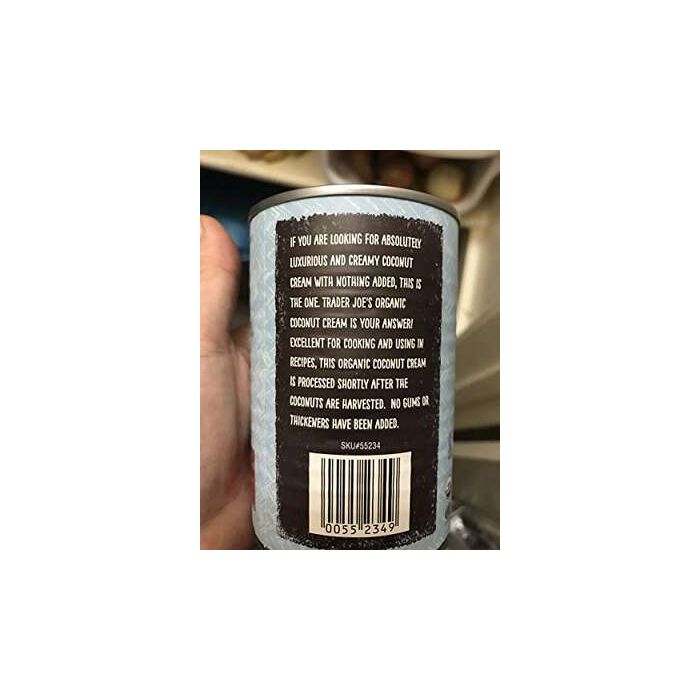 IF YOU ARE LOOKING FOR ABSOLUTELY
LUXURIOUS AND CREAMY COCONUT
CREAM WITH NOTHING ADDED, THIS IS
THE ONE. TRADER JOE'S ORGANIC
COCONUT CREAM IS YOUR ANSWER!
EXCELLENT FOR COOKING AND USING IN
RECIPES, THIS ORGANIC COCONUT CREAM
IS PROCESSED SHORTLY AFTER THE
COCONUTS ARE HARVESTED. NO GUMS OR
THICKENERS HAVE BEEN ADDED.
SKU#55234
0055 2349